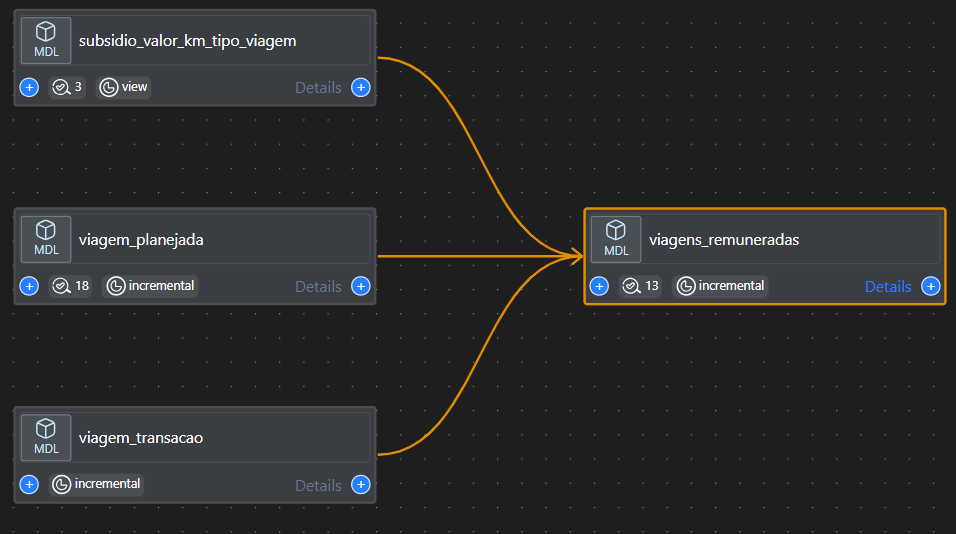 MDL
subsidio_valor_km_tipo_viagem
3
view
Details
MDL
viagem_planejada
18
incremental
Details
MDL
viagens_remuneradas
13
incremental
Details
MDL
viagem_transacao
incremental
Details